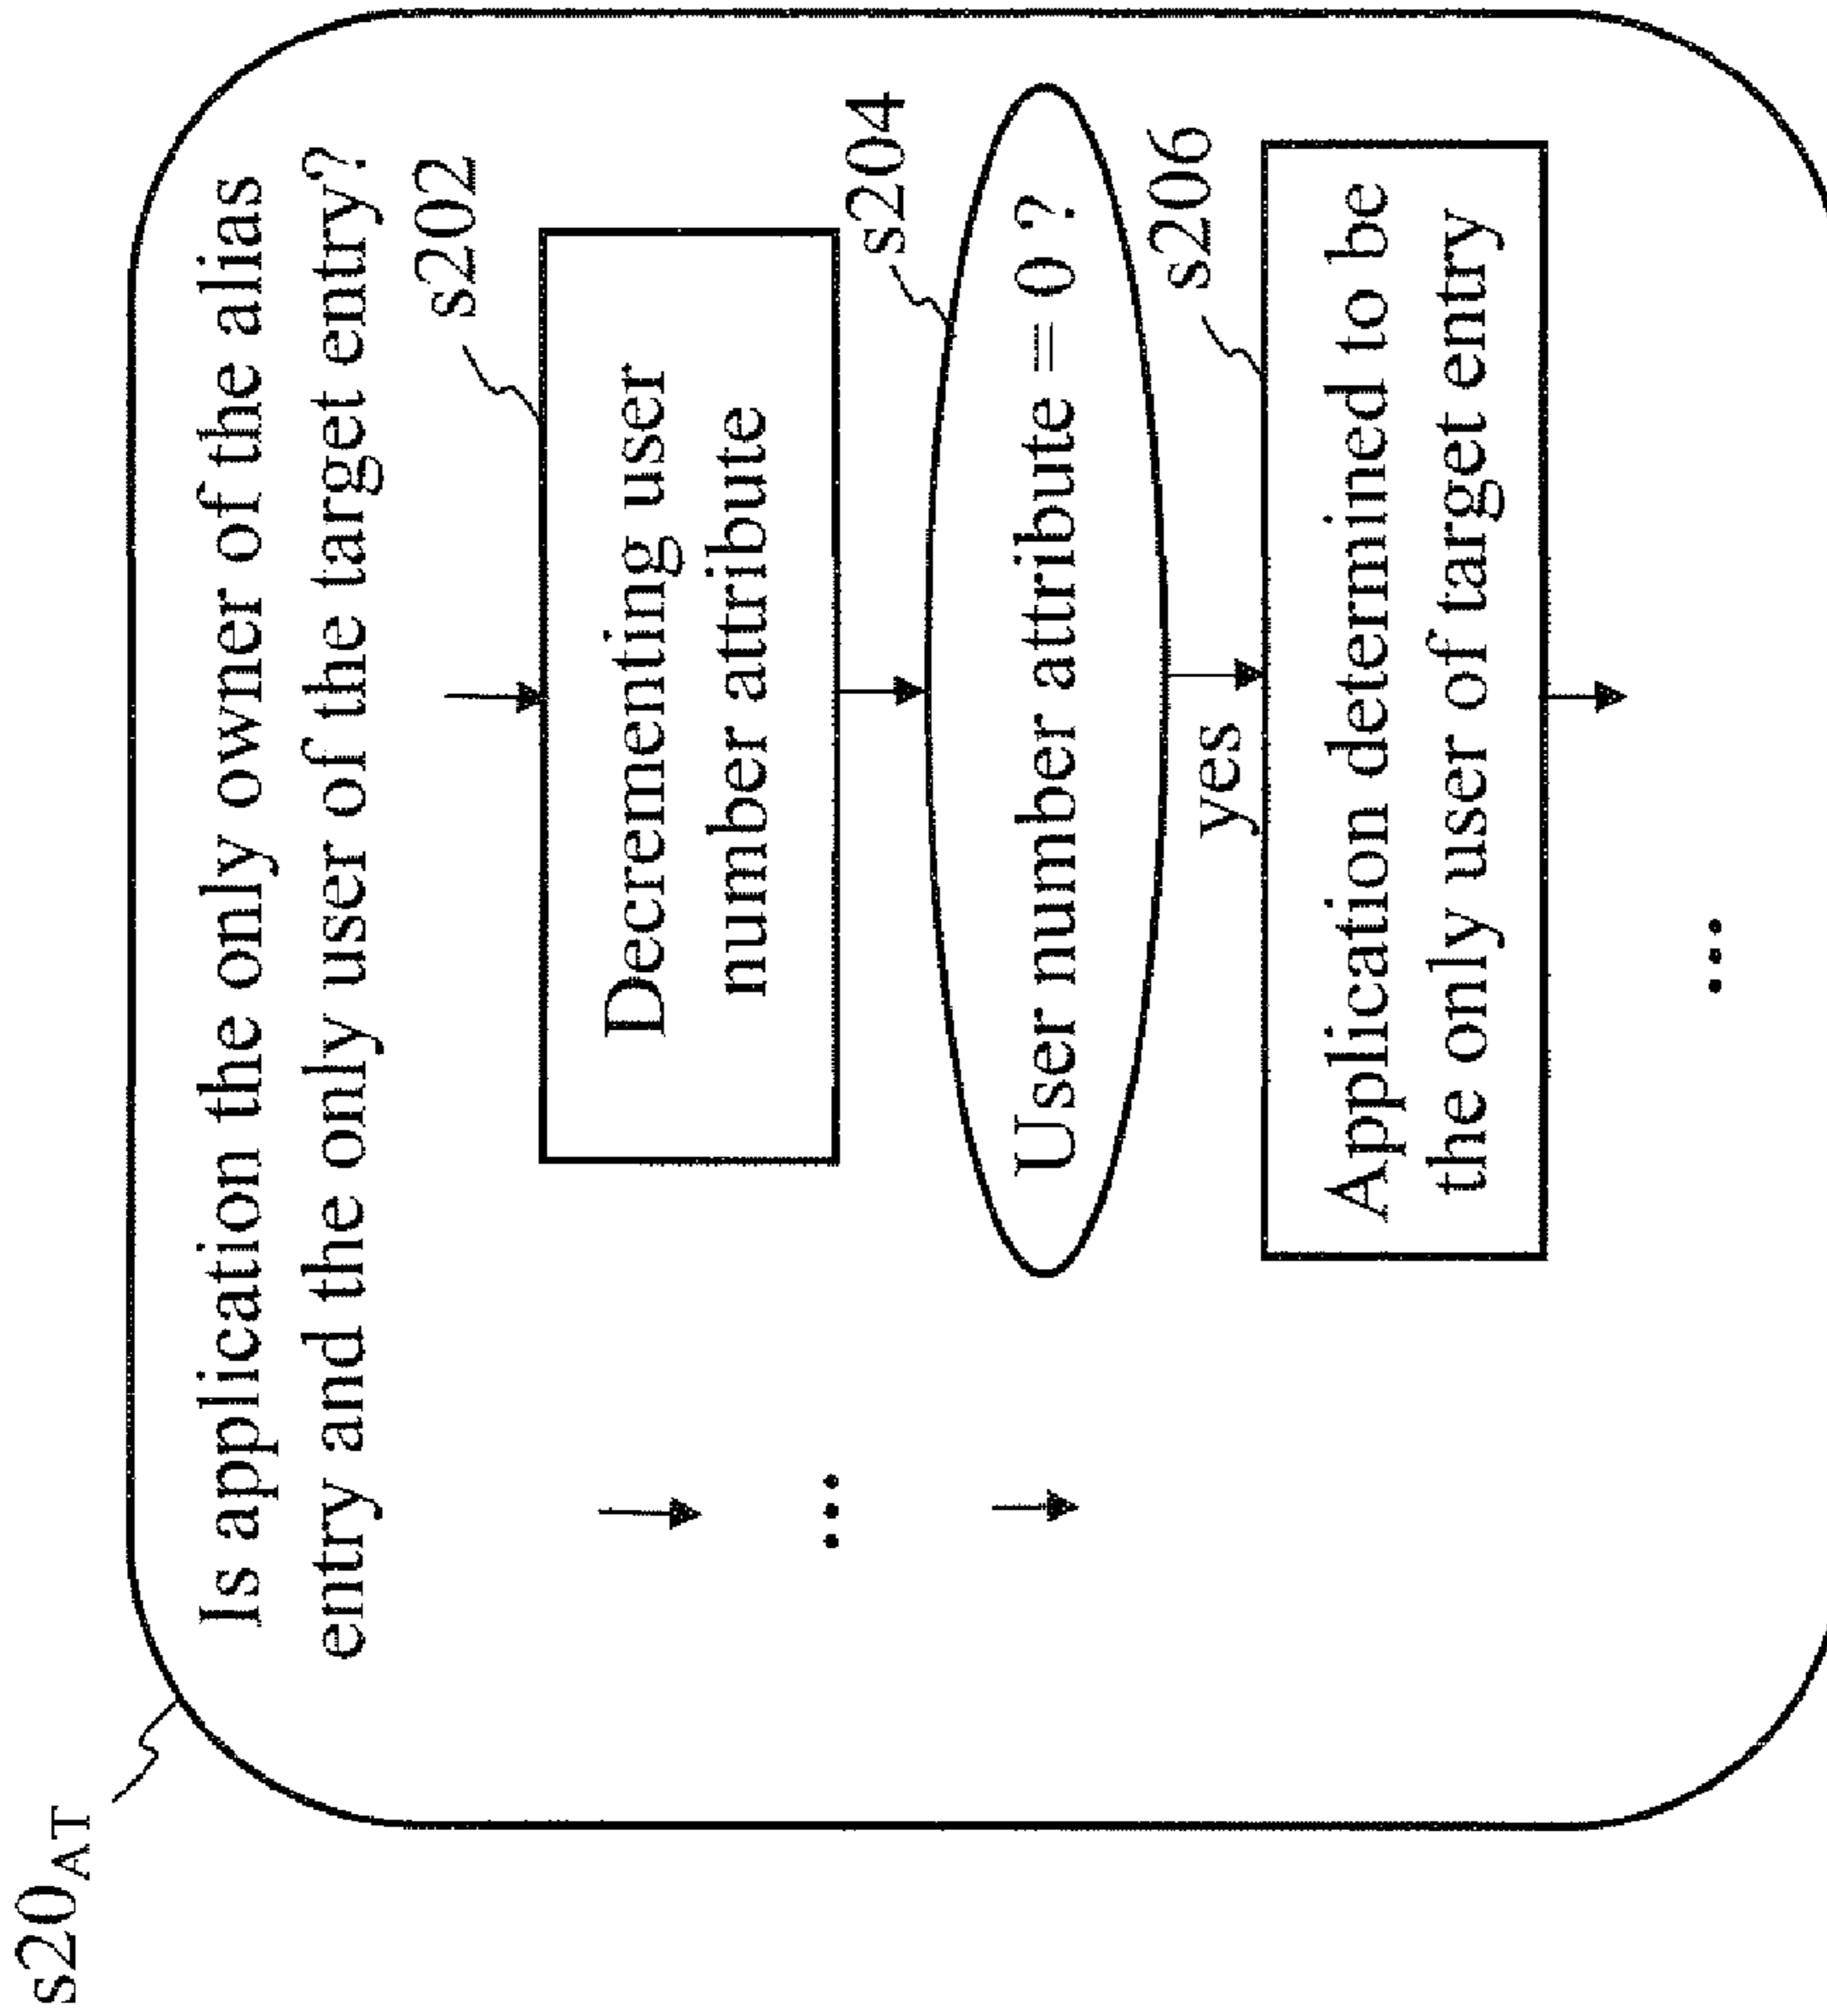 s20AT
Is application the only owner of the alias
entry and the only user of the target entry?
s202
Decrementing user
number attribute
s204
User number attribute = 0 ?
yes
s206
Application determined to be
the only user of target entry
...
...